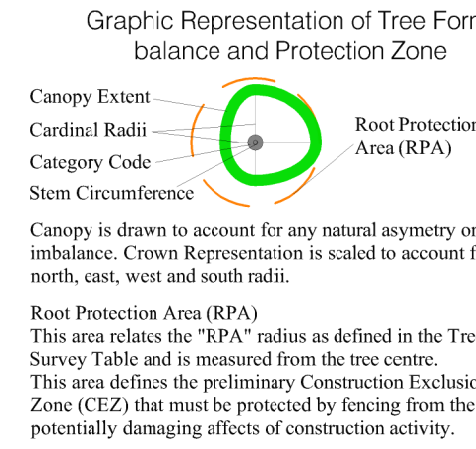 Graphic Representation of Tree Form
balance and Protection Zone
Canopy Extent
Cardinal Radii
Category Code
Stem Circumference
Root Protection
Area (RPA)
Canopy is drawn to account for any natural asymetry or
imbalance. Crown Representation is scaled to account f
north, east, west and south radii.
Root Protection Area (RPA)
This area relates the "RPA" radius as defined in the Tre
Survey Table and is measured from the tree centre.
This area defines the preliminary Construction Exclusio
Zone (CEZ) that must be protected by fencing from the
potentially damaging affects of construction activity.